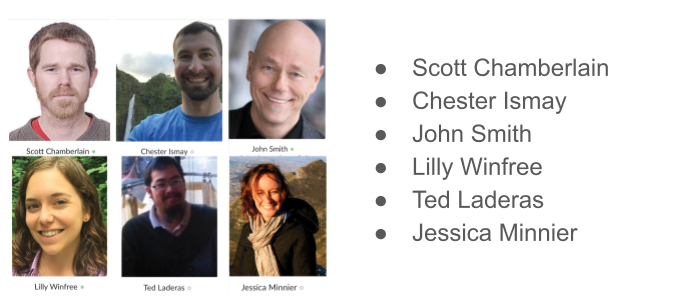 Scott Chamberlain
Chester Ismay
John Smith
Lilly Winfree
Ted Laderas
Jessica Minnier
● Scott Chamberlain
● Chester Ismay
● John Smith
● Lilly Winfree
● Ted Laderas
● Jessica Minnier